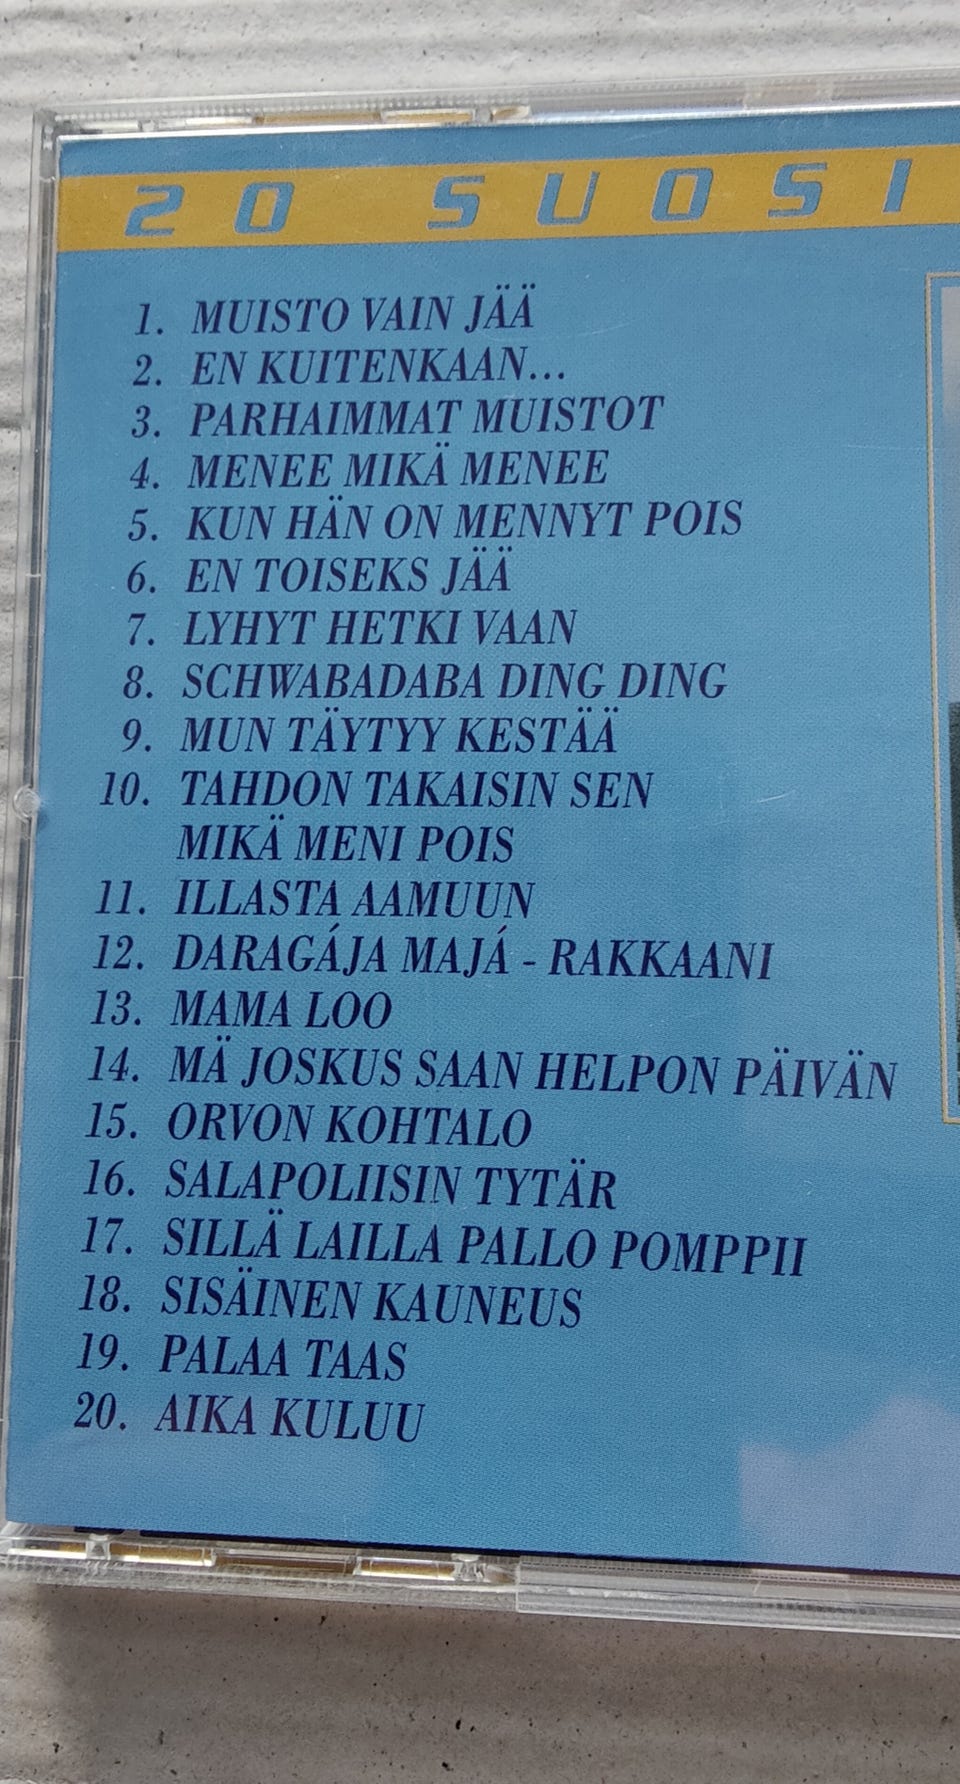 20 SUOSI
1. MUISTO VAIN JÄÄ
2. EN KUITENKAAN...
3. PARHAIMMAT MUISTOT
4. MENEE MIKÄ MENEE
5. KUN HÄN ON MENNYT POIS
6. EN TOISEKS JÄÄ
7. LYHYT HETKI VAAN
8. SCHWABADABA DING DING
9. MUN TÄYTYY KESTÄÄ
10. TAHDON TAKAISIN SEN
MIKÄ MENI POIS
11. ILLASTA AAMUUN
12. DARAGÁJA MAJÁ - RAKKAANI
13. MAMA LOO
14. MÄ JOSKUS SAAN HELPON PÄIVÄN
15. ORVON KOHTALO
16. SALAPOLIISIN TYTÄR
17. SILLÄ LAILLA PALLO POMPPII
18. SISÄINEN KAUNEUS
19. PALAA TAAS
20. AIKA KULUU